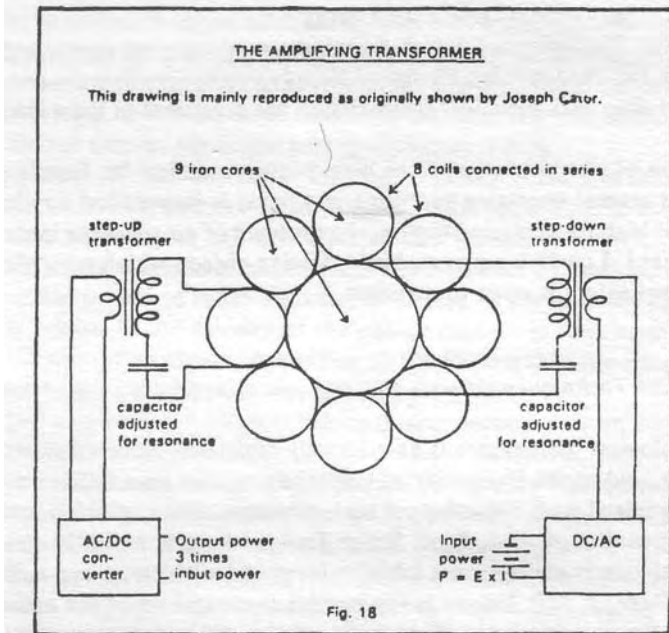 THE AMPLIFYING TRANSFORMER
This drawing is mainly reproduced as originally shown by Joseph Cator.
9 iron cores
8 coils connected in series
step-up
transformer
step-down
transformer
capacitor
adjusted
for resonance
capacitor
adjusted
for resonance
AC/DC
con-
verter
Output power
3 times
input power
Input
power
P = E x I
DC/AC
Fig. 18